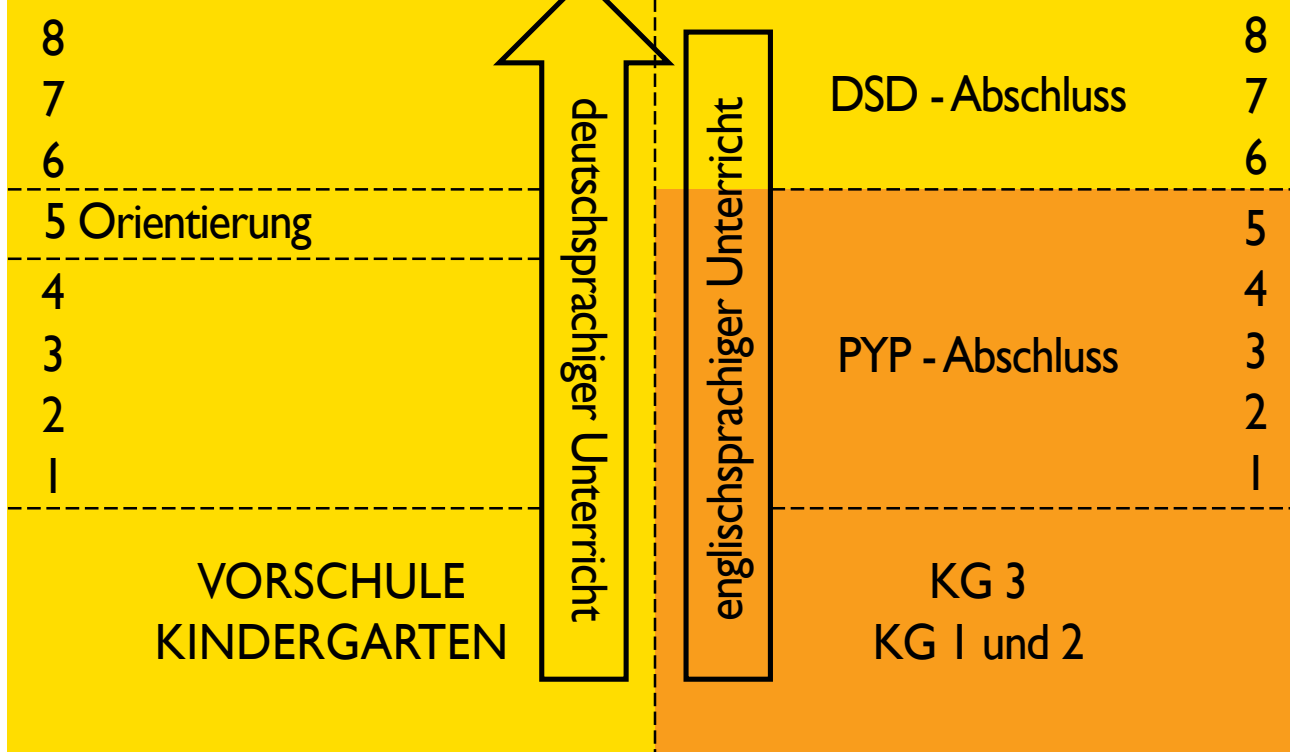 8
7
6
5 Orientierung
4
3
2
1
VORSCHULE
KINDERGARTEN
deutschsprachiger Unterricht
englischsprachiger Unterricht
DSD - Abschluss
PYP - Abschluss
8
7
6
5
4
3
2
1
KG 3
KG 1 und 2